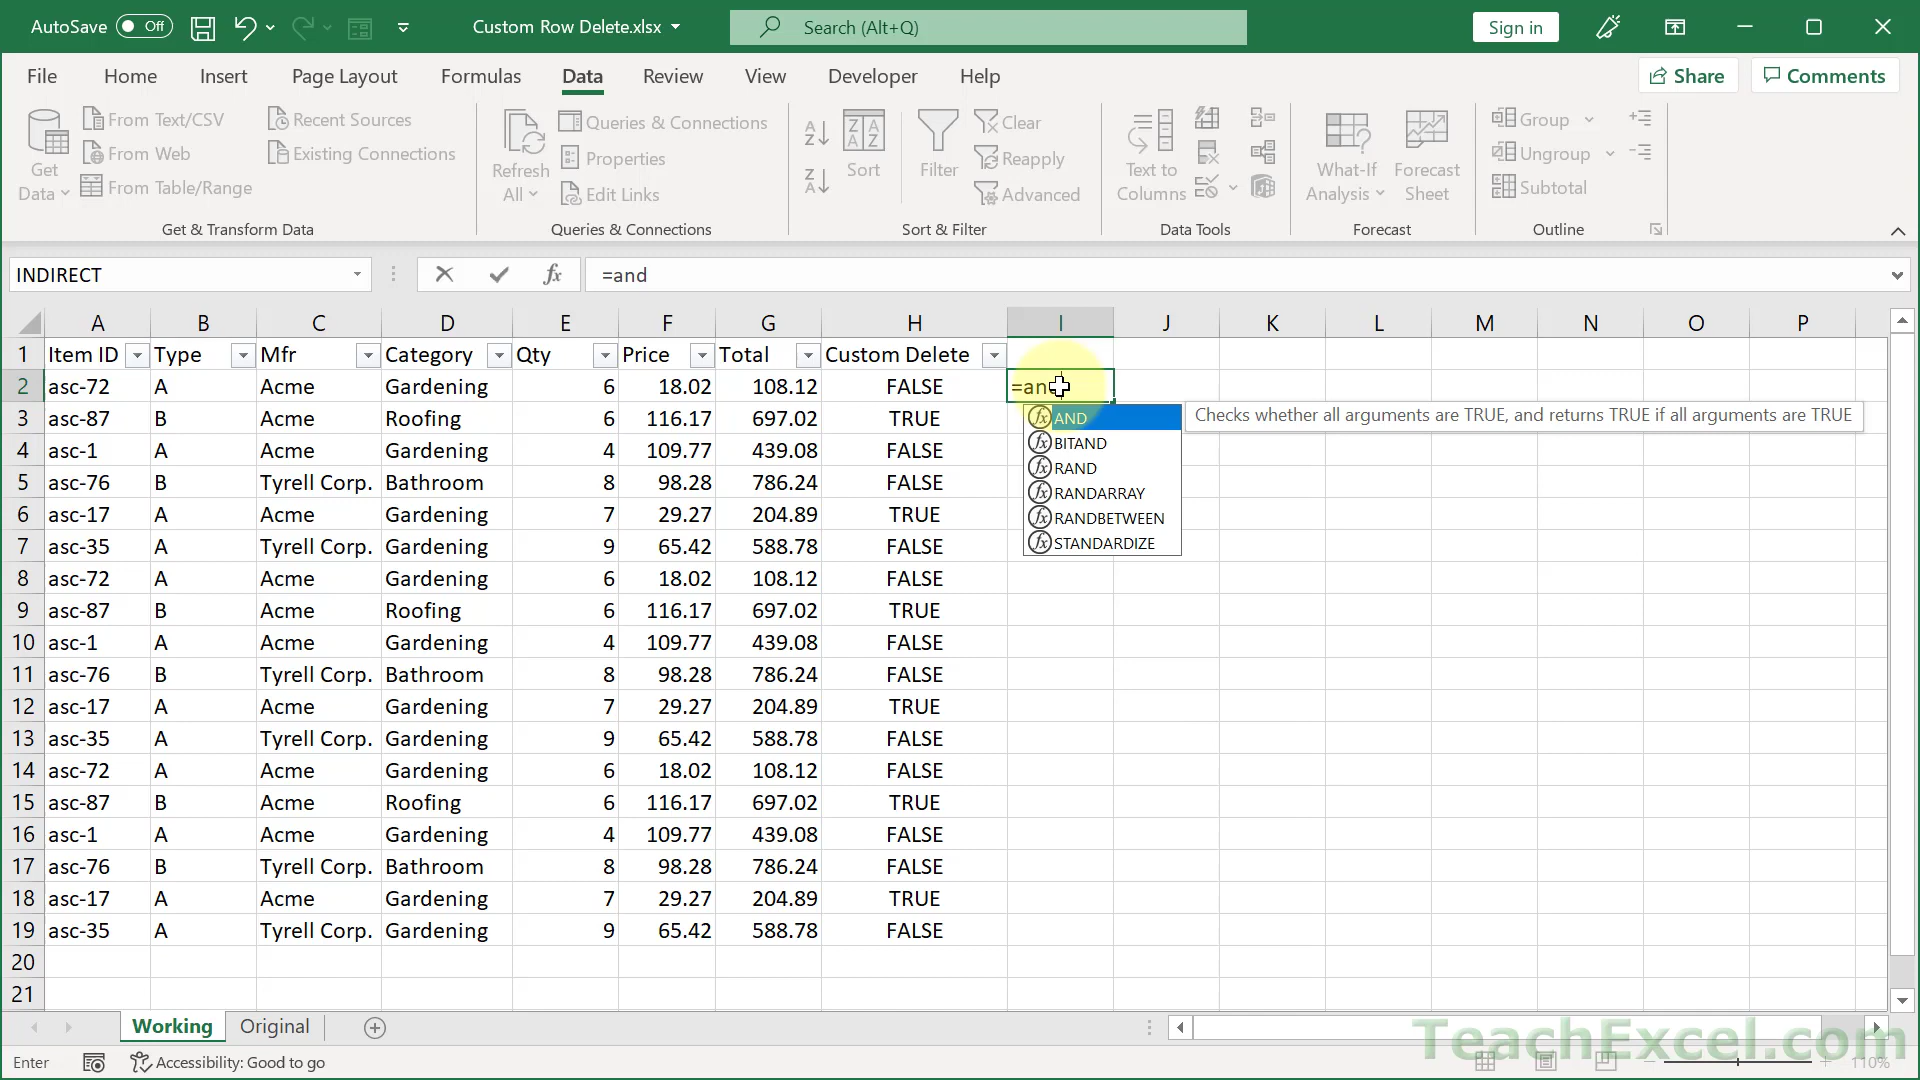 AutoSave Off Custom Row Delete.xlsx Search (Alt+Q) Sign in
File Home Insert Page Layout Formulas Data Review View Developer Help Share Comments
Get Data
From Text/CSV
From Web
From Table/Range
Recent Sources
Existing Connections
Get & Transform Data
Refresh All
Queries & Connections
Properties
Edit Links
Queries & Connections
Sort
Filter
Clear
Reapply
Advanced
Sort & Filter
Text to Columns
Data Tools
What-If Analysis
Forecast Sheet
Forecast
Group
Ungroup
Subtotal
Outline
INDIRECT fx =and
A B C D E F G H I J K L M N O P
1 Item ID Type Mfr Category Qty Price Total Custom Delete
2 asc-72 A Acme Gardening 6 18.02 108.12 FALSE =and
3 asc-87 B Acme Roofing 6 116.17 697.02 TRUE
4 asc-1 A Acme Gardening 4 109.77 439.08 FALSE
5 asc-76 B Tyrell Corp. Bathroom 8 98.28 786.24 FALSE
6 asc-17 A Acme Gardening 7 29.27 204.89 TRUE
7 asc-35 A Tyrell Corp. Gardening 9 65.42 588.78 FALSE
8 asc-72 A Acme Gardening 6 18.02 108.12 FALSE
9 asc-87 B Acme Roofing 6 116.17 697.02 TRUE
10 asc-1 A Acme Gardening 4 109.77 439.08 FALSE
11 asc-76 B Tyrell Corp. Bathroom 8 98.28 786.24 FALSE
12 asc-17 A Acme Gardening 7 29.27 204.89 TRUE
13 asc-35 A Tyrell Corp. Gardening 9 65.42 588.78 FALSE
14 asc-72 A Acme Gardening 6 18.02 108.12 FALSE
15 asc-87 B Acme Roofing 6 116.17 697.02 TRUE
16 asc-1 A Acme Gardening 4 109.77 439.08 FALSE
17 asc-76 B Tyrell Corp. Bathroom 8 98.28 786.24 FALSE
18 asc-17 A Acme Gardening 7 29.27 204.89 TRUE
19 asc-35 A Tyrell Corp. Gardening 9 65.42 588.78 FALSE
20
21
fx AND Checks whether all arguments are TRUE, and returns TRUE if all arguments are TRUE
fx BITAND
fx RAND
fx RANDARRAY
fx RANDBETWEEN
fx STANDARDIZE
Working Original
TeachExcel.com
Enter Accessibility: Good to go 110%